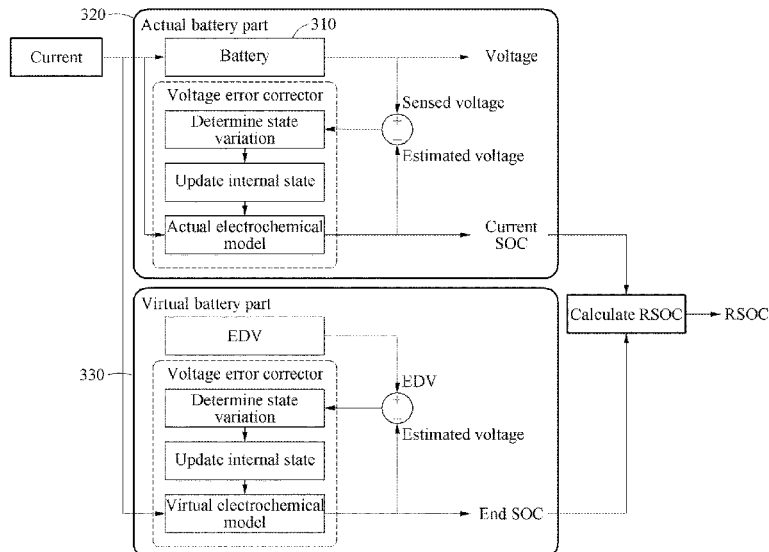 320
Actual battery part
310
Current
Battery
Voltage
Voltage error corrector
Sensed voltage
Determine state
variation
+
−
Estimated voltage
Update internal state
Actual electrochemical
model
Current
SOC
Virtual battery part
EDV
Calculate RSOC
RSOC
330
Voltage error corrector
EDV
Determine state
variation
+
−
Estimated voltage
Update internal state
Virtual electrochemical
model
End SOC